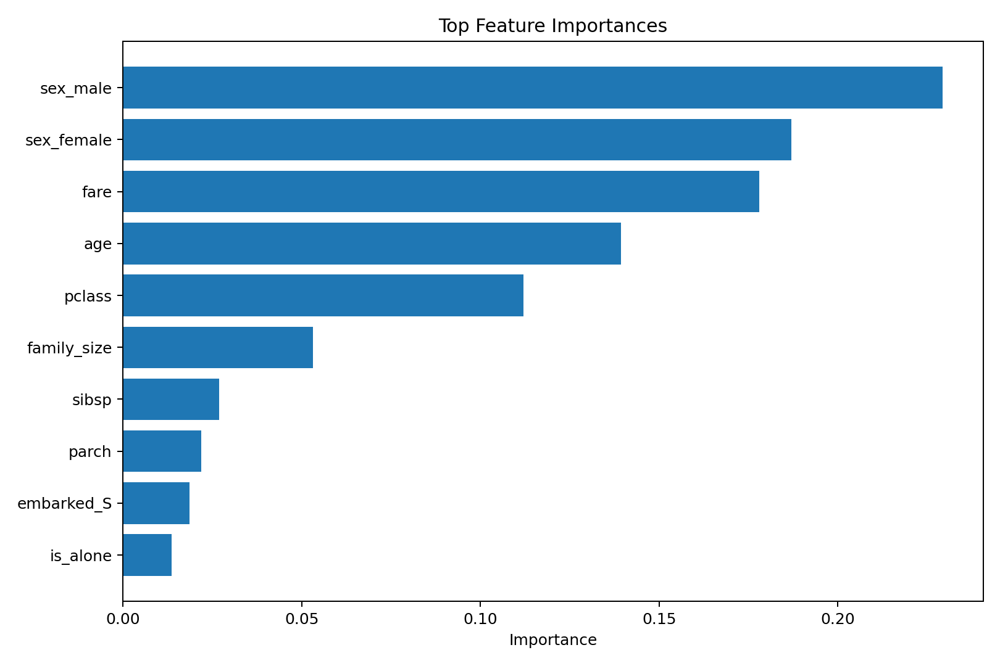 Top Feature Importances
sex_male
sex_female
fare
age
pclass
family_size
sibsp
parch
embarked_S
is_alone
0.00 0.05 0.10 0.15 0.20
Importance